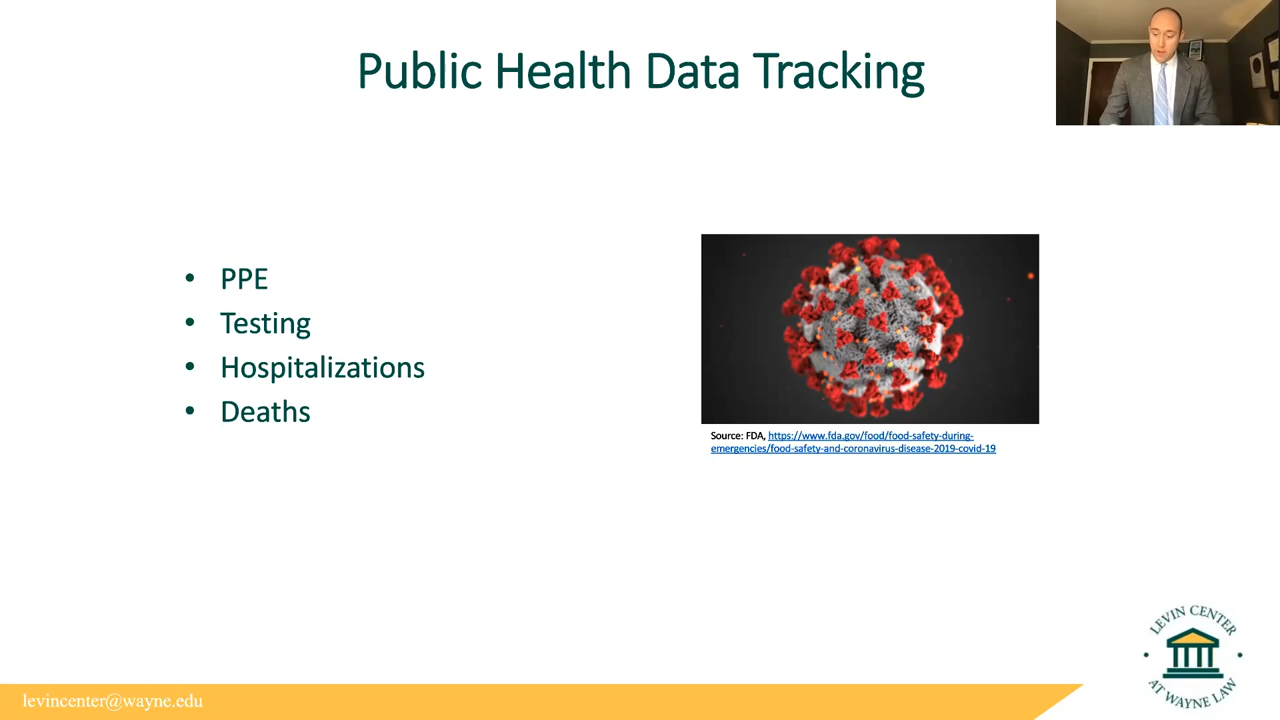 Public Health Data Tracking
• PPE
• Testing
• Hospitalizations
• Deaths
Source: FDA, https://www.fda.gov/food/food-safety-during-
emergencies/food-safety-and-coronavirus-disease-2019-covid-19
LEVIN CENTER
AT WAYNE LAW
levincenter@wayne.edu